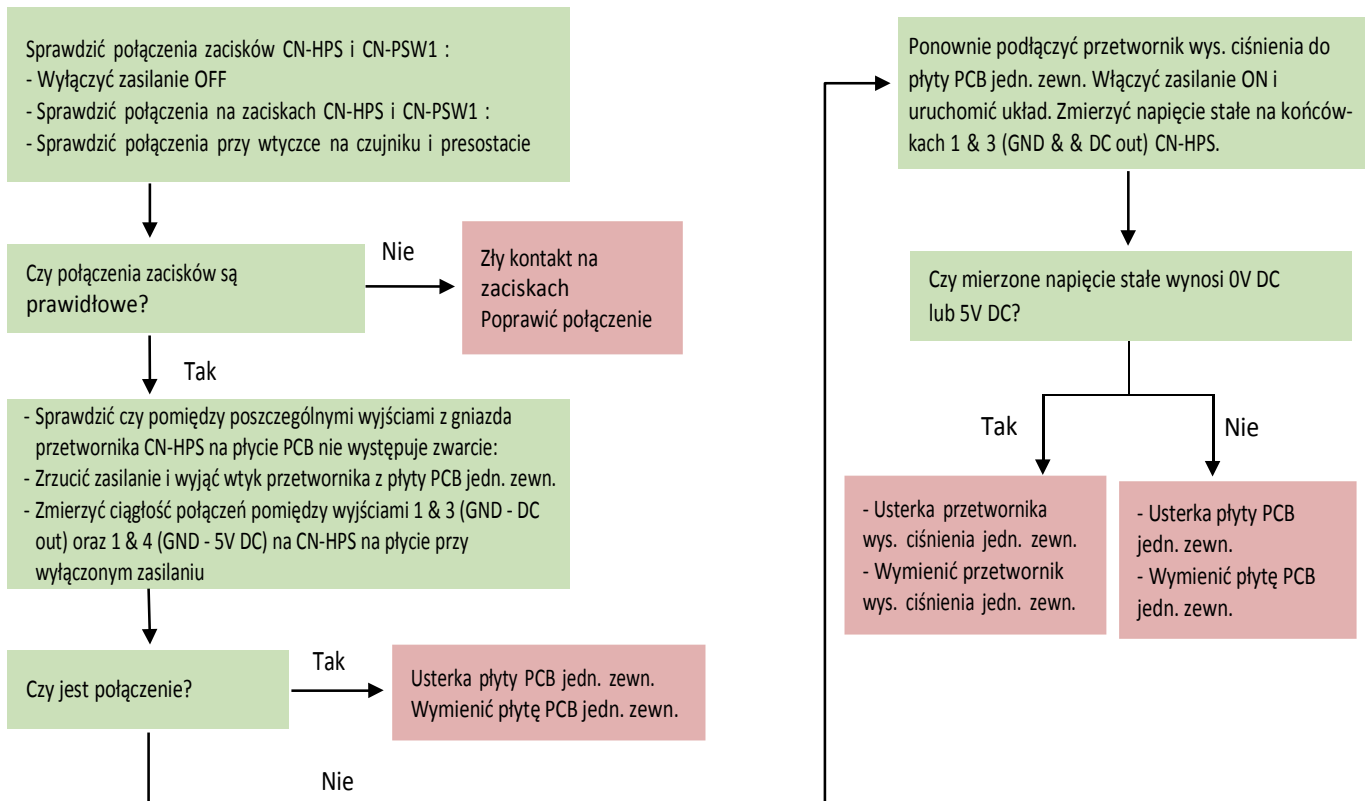 Sprawdzić połączenia zacisków CN-HPS i CN-PSW1 :
- Wyłączyć zasilanie OFF
- Sprawdzić połączenia na zaciskach CN-HPS i CN-PSW1 :
- Sprawdzić połączenia przy wtyczce na czujniku i presostacie
Czy połączenia zacisków są
prawidłowe?
Nie
Zły kontakt na
zaciskach
Poprawić połączenie
Tak
- Sprawdzić czy pomiędzy poszczególnymi wyjściami z gniazda
przetwornika CN-HPS na płycie PCB nie występuje zwarcie:
- Zrzucić zasilanie i wyjąć wtyk przetwornika z płyty PCB jedn. zewn.
- Zmierzyć ciągłość połączeń pomiędzy wyjściami 1 & 3 (GND - DC
out) oraz 1 & 4 (GND - 5V DC) na CN-HPS na płycie przy
wyłączonym zasilaniu
Czy jest połączenie?
Tak
Usterka płyty PCB jedn. zewn.
Wymienić płytę PCB jedn. zewn.
Nie
Ponownie podłączyć przetwornik wys. ciśnienia do
płyty PCB jedn. zewn. Włączyć zasilanie ON i
uruchomić układ. Zmierzyć napięcie stałe na końców-
kach 1 & 3 (GND & & DC out) CN-HPS.
Czy mierzone napięcie stałe wynosi 0V DC
lub 5V DC?
Tak
Nie
- Usterka przetwornika
wys. ciśnienia jedn. zewn.
- Wymienić przetwornik
wys. ciśnienia jedn. zewn.
- Usterka płyty PCB
jedn. zewn.
- Wymienić płytę PCB
jedn. zewn.